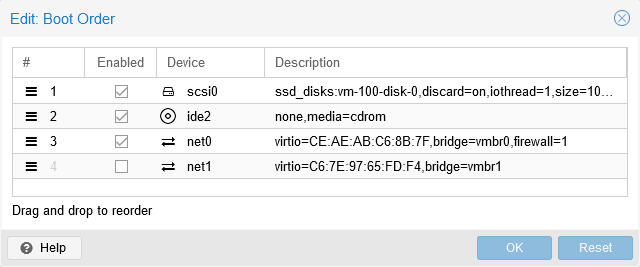 Edit: Boot Order
# Enabled Device Description
1 scsi0 ssd_disks:vm-100-disk-0,discard=on,iothread=1,size=10...
2 ide2 none,media=cdrom
3 net0 virtio=CE:AE:AB:C6:8B:7F,bridge=vmbr0,firewall=1
4 net1 virtio=C6:7E:97:65:FD:F4,bridge=vmbr1
Drag and drop to reorder
? Help OK Reset